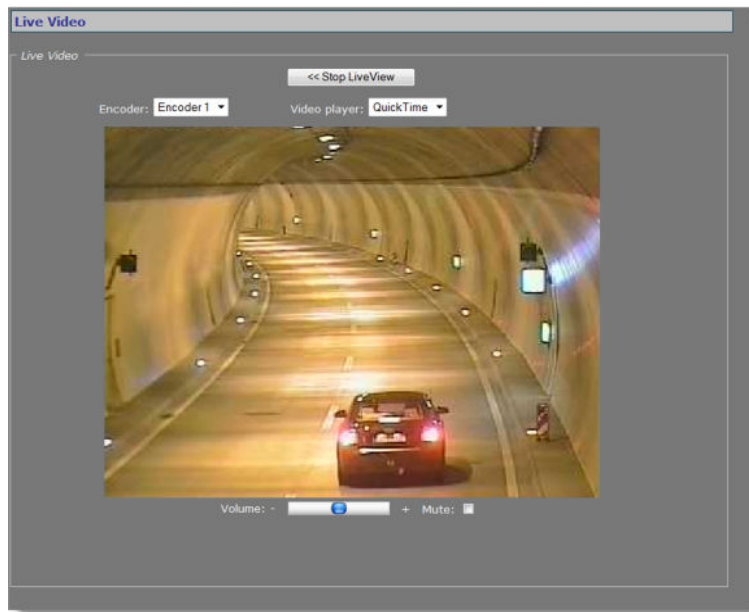 Live Video
Live Video
<< Stop LiveView
Encoder: Encoder 1 Video player: QuickTime
Volume: - + Mute: